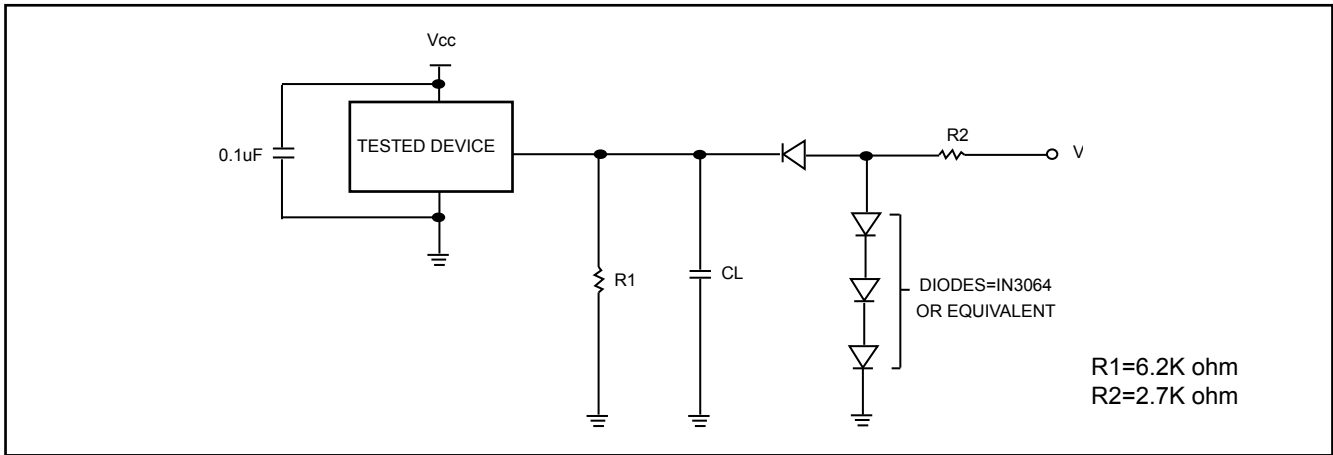 Vcc
0.1uF
TESTED DEVICE
R2
V
R1
CL
DIODES=IN3064
OR EQUIVALENT
R1=6.2K ohm
R2=2.7K ohm